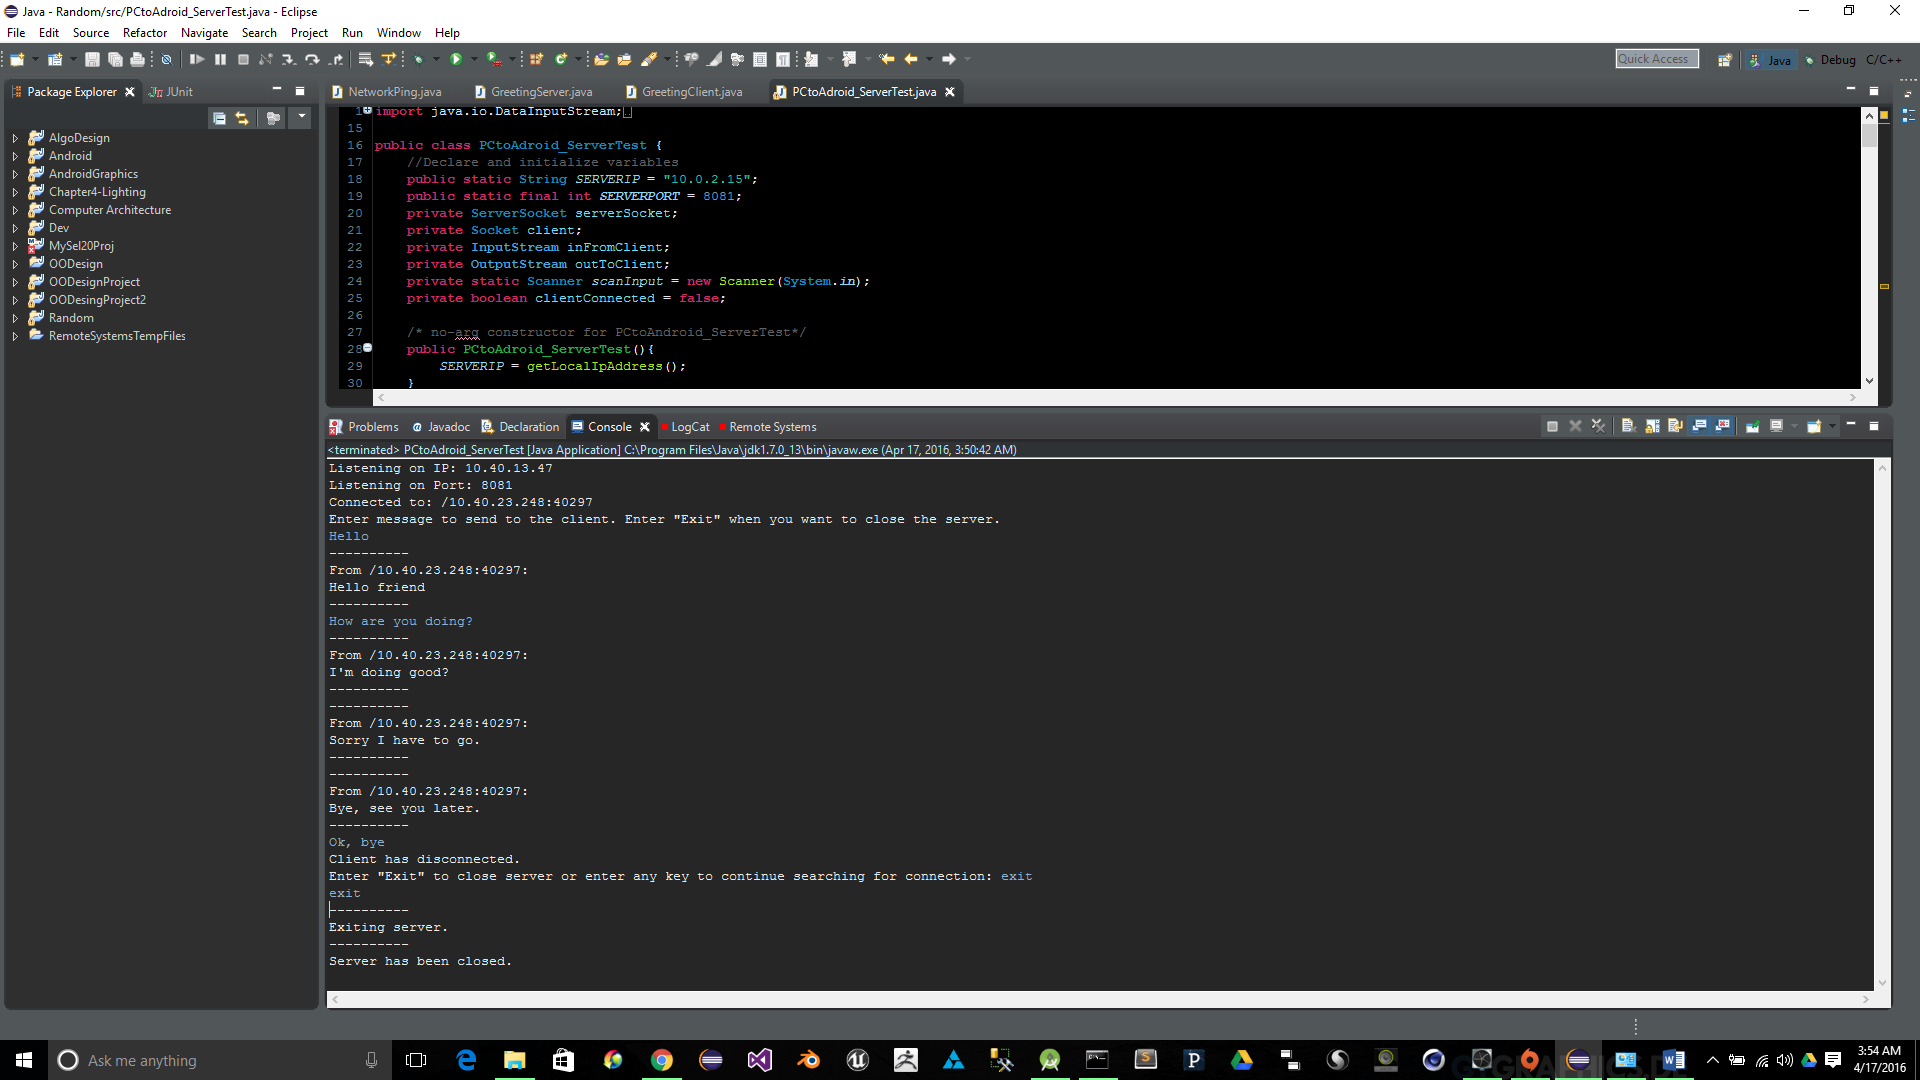 Java - Random/src/PCtoAdroid_ServerTest.java - Eclipse
File Edit Source Refactor Navigate Search Project Run Window Help
Quick Access Java Debug C/C++
Package Explorer JUnit
AlgoDesign
Android
AndroidGraphics
Chapter4-Lighting
Computer Architecture
Dev
MySel20Proj
OODesign
OODesignProject
OODesingProject2
Random
RemoteSystemsTempFiles
NetworkPing.java GreetingServer.java GreetingClient.java PCtoAdroid_ServerTest.java
1 import java.io.DataInputStream;
15
16 public class PCtoAdroid_ServerTest {
17 //Declare and initialize variables
18 public static String SERVERIP = "10.0.2.15";
19 public static final int SERVERPORT = 8081;
20 private ServerSocket serverSocket;
21 private Socket client;
22 private InputStream inFromClient;
23 private OutputStream outToClient;
24 private static Scanner scanInput = new Scanner(System.in);
25 private boolean clientConnected = false;
26
27 /* no-arg constructor for PCtoAndroid_ServerTest*/
28 public PCtoAdroid_ServerTest(){
29 SERVERIP = getLocalIpAddress();
30 }
Problems Javadoc Declaration Console LogCat Remote Systems
<terminated> PCtoAdroid_ServerTest [Java Application] C:\Program Files\Java\jdk1.7.0_13\bin\javaw.exe (Apr 17, 2016, 3:50:42 AM)
Listening on IP: 10.40.13.47
Listening on Port: 8081
Connected to: /10.40.23.248:40297
Enter message to send to the client. Enter "Exit" when you want to close the server.
Hello
----------
From /10.40.23.248:40297:
Hello friend
----------
How are you doing?
----------
From /10.40.23.248:40297:
I'm doing good?
----------
----------
From /10.40.23.248:40297:
Sorry I have to go.
----------
----------
From /10.40.23.248:40297:
Bye, see you later.
----------
Ok, bye
Client has disconnected.
Enter "Exit" to close server or enter any key to continue searching for connection: exit
exit
----------
Exiting server.
----------
Server has been closed.
Ask me anything
3:54 AM
4/17/2016